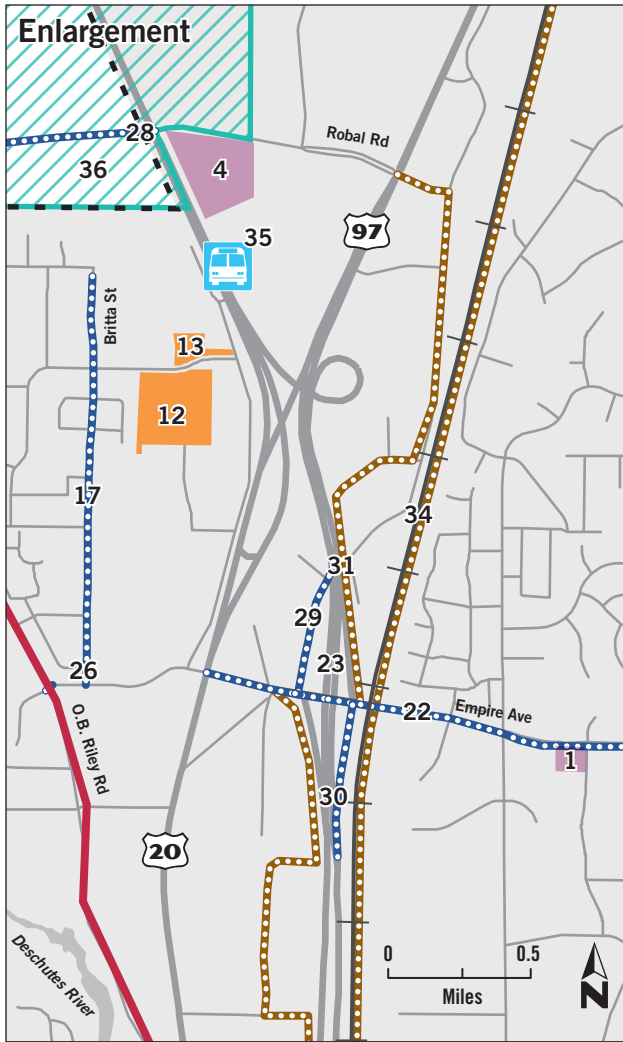 Enlargement
28
Robal Rd
36
4
35
97
Britta St
13
12
17
34
31
29
23
26
22
Empire Ave
O.B. Riley Rd
1
30
20
0
0.5
Miles
N
Deschutes River